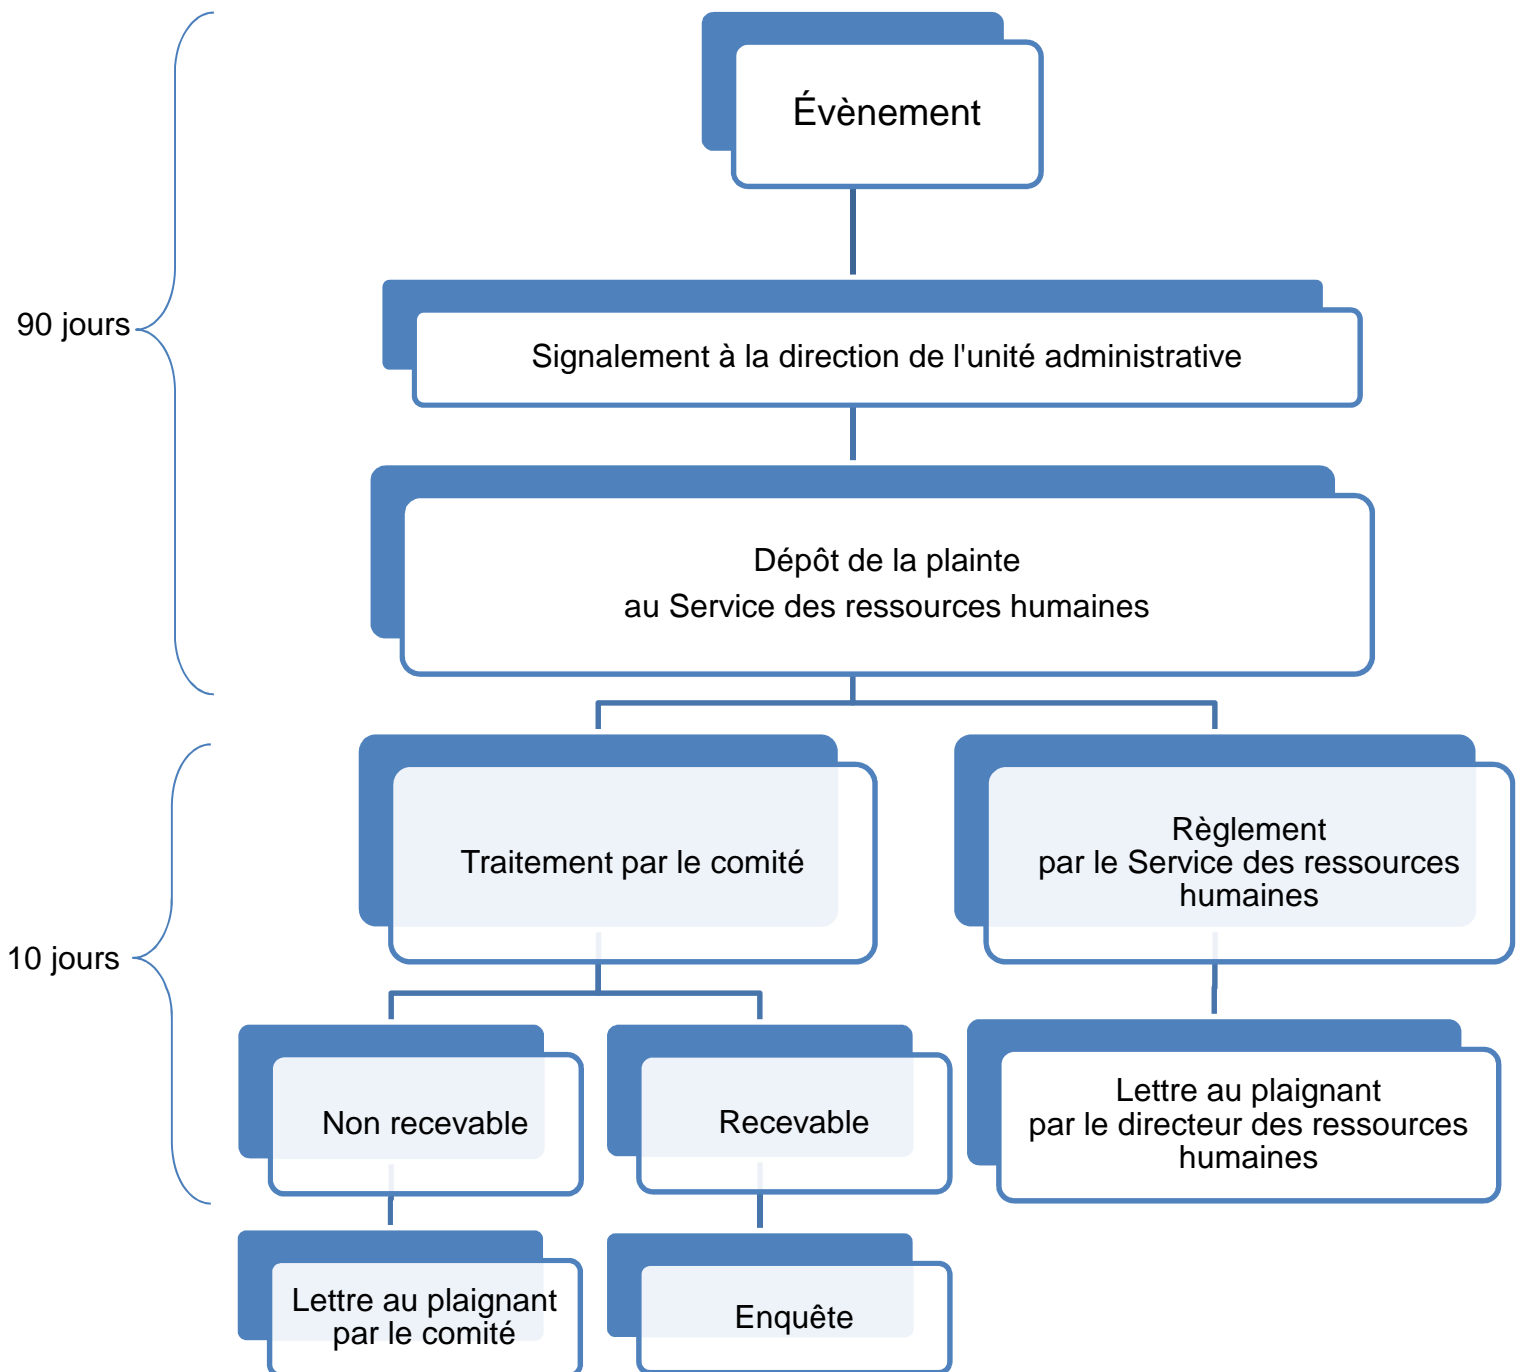 Évènement
90 jours
Signalement à la direction de l'unité administrative
Dépôt de la plainte
au Service des ressources humaines
Traitement par le comité
Règlement
par le Service des ressources
humaines
10 jours
Non recevable
Recevable
Lettre au plaignant
par le directeur des ressources
humaines
Lettre au plaignant
par le comité
Enquête